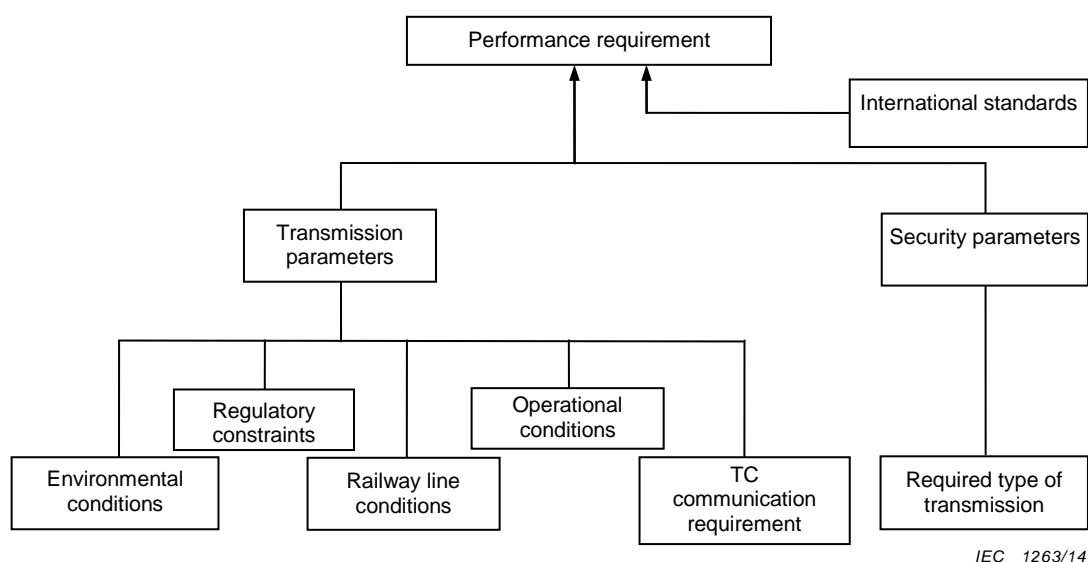 Performance requirement
International standards
Transmission
parameters
Security parameters
Regulatory
constraints
Operational
conditions
Environmental
conditions
Railway line
conditions
TC
communication
requirement
Required type of
transmission
IEC 1263/14